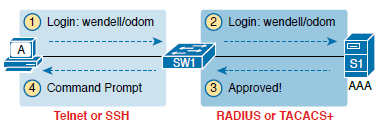 1 Login: wendell/odom
2 Login: wendell/odom
A
SW1
S1
4 Command Prompt
3 Approved!
AAA
Telnet or SSH
RADIUS or TACACS+